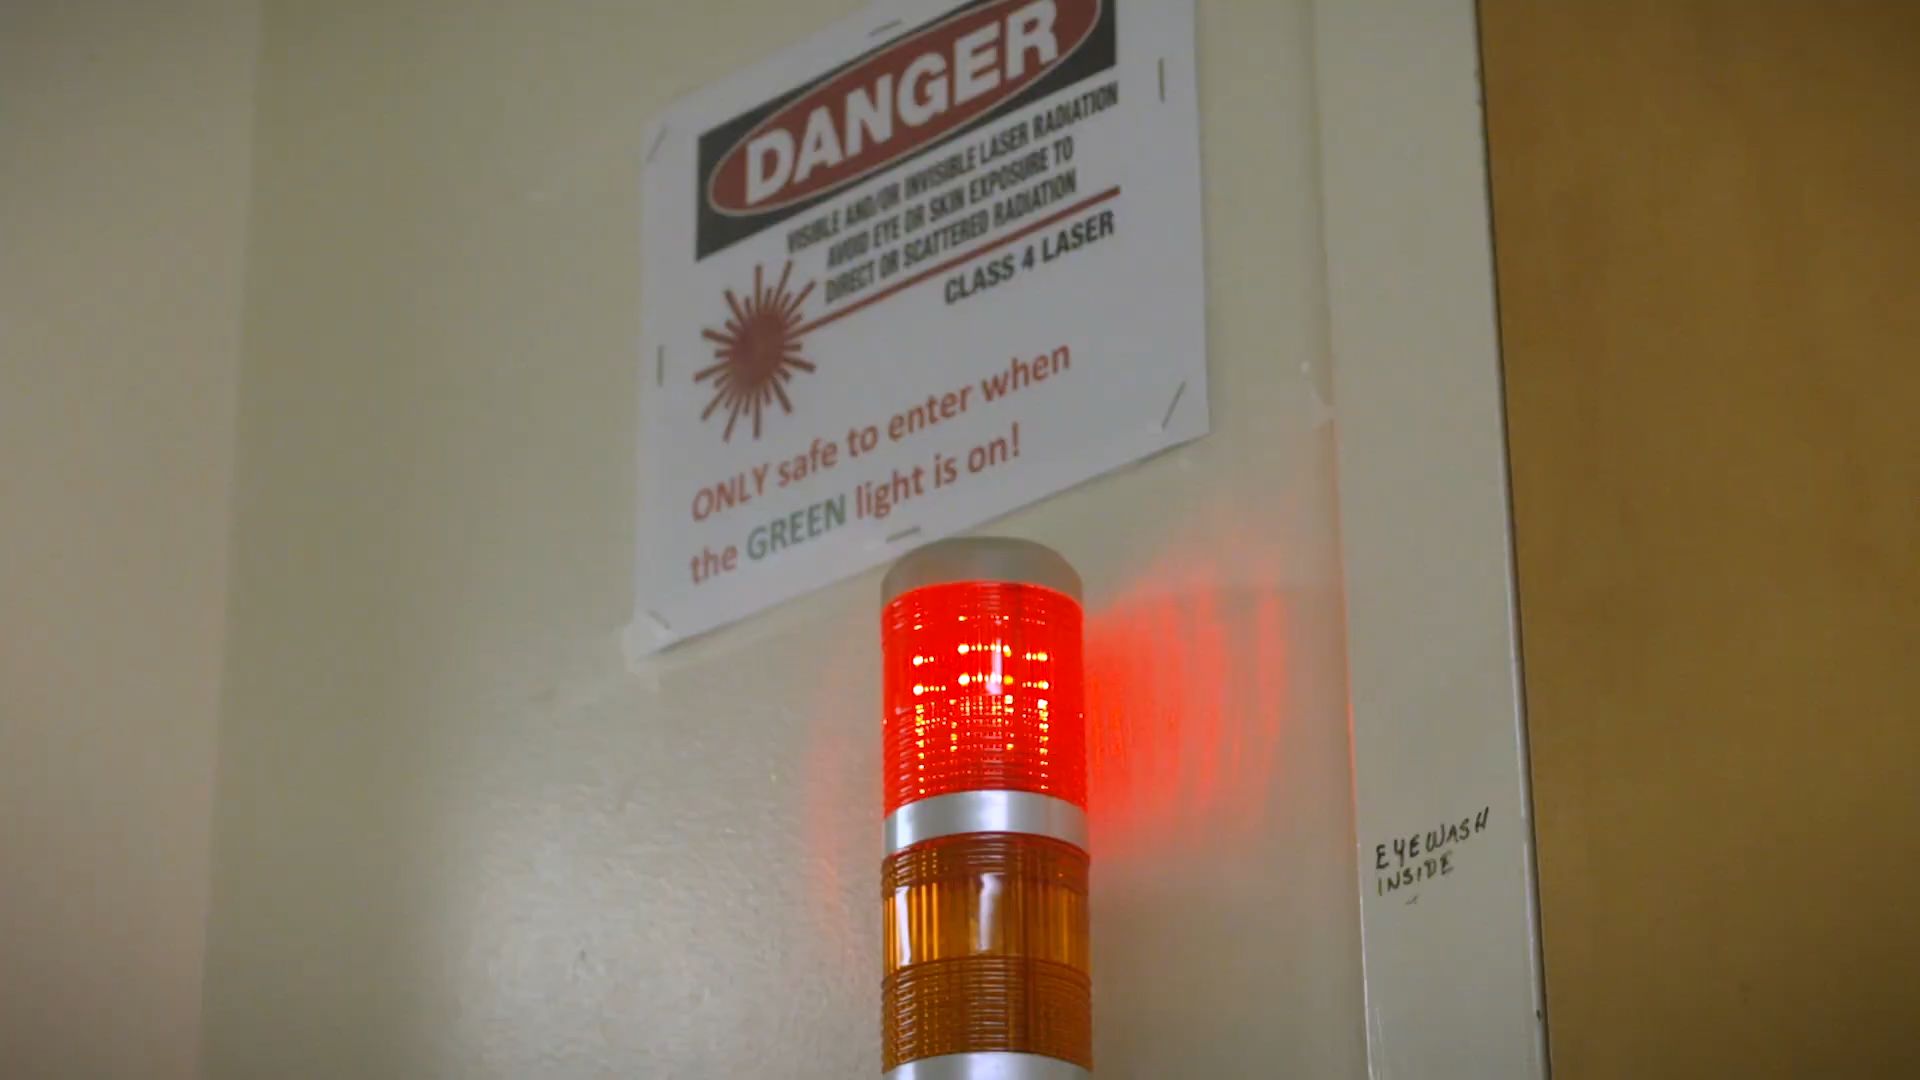 DANGER
VISIBLE AND/OR INVISIBLE LASER RADIATION
AVOID EYE OR SKIN EXPOSURE TO
DIRECT OR SCATTERED RADIATION
CLASS 4 LASER
ONLY safe to enter when
the GREEN light is on!
EYEWASH
INSIDE